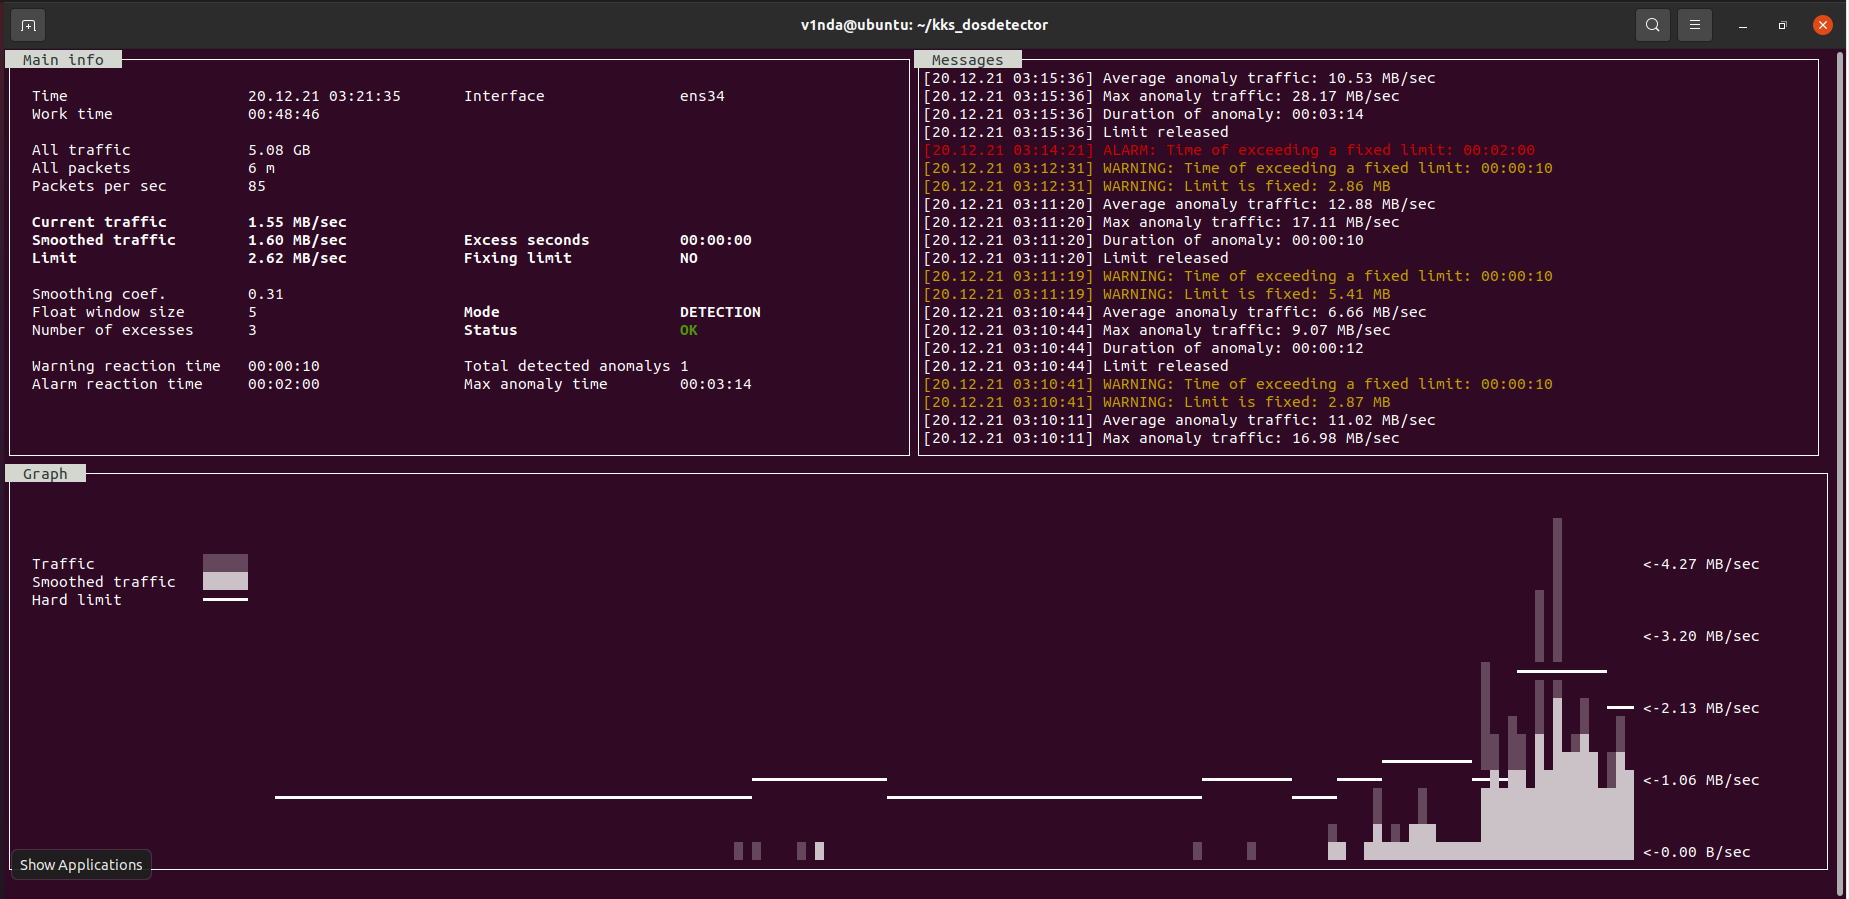 v1nda@ubuntu: ~/kks_dosdetector
Main info
Time 20.12.21 03:21:35 Interface ens34
Work time 00:48:46
All traffic 5.08 GB
All packets 6 m
Packets per sec 85
Current traffic 1.55 MB/sec
Smoothed traffic 1.60 MB/sec Excess seconds 00:00:00
Limit 2.62 MB/sec Fixing limit NO
Smoothing coef. 0.31
Float window size 5 Mode DETECTION
Number of excesses 3 Status OK
Warning reaction time 00:00:10 Total detected anomalys 1
Alarm reaction time 00:02:00 Max anomaly time 00:03:14
Messages
[20.12.21 03:15:36] Average anomaly traffic: 10.53 MB/sec
[20.12.21 03:15:36] Max anomaly traffic: 28.17 MB/sec
[20.12.21 03:15:36] Duration of anomaly: 00:03:14
[20.12.21 03:15:36] Limit released
[20.12.21 03:14:21] ALARM: Time of exceeding a fixed limit: 00:02:00
[20.12.21 03:12:31] WARNING: Time of exceeding a fixed limit: 00:00:10
[20.12.21 03:12:31] WARNING: Limit is fixed: 2.86 MB
[20.12.21 03:11:20] Average anomaly traffic: 12.88 MB/sec
[20.12.21 03:11:20] Max anomaly traffic: 17.11 MB/sec
[20.12.21 03:11:20] Duration of anomaly: 00:00:10
[20.12.21 03:11:20] Limit released
[20.12.21 03:11:19] WARNING: Time of exceeding a fixed limit: 00:00:10
[20.12.21 03:11:19] WARNING: Limit is fixed: 5.41 MB
[20.12.21 03:10:44] Average anomaly traffic: 6.66 MB/sec
[20.12.21 03:10:44] Max anomaly traffic: 9.07 MB/sec
[20.12.21 03:10:44] Duration of anomaly: 00:00:12
[20.12.21 03:10:44] Limit released
[20.12.21 03:10:41] WARNING: Time of exceeding a fixed limit: 00:00:10
[20.12.21 03:10:41] WARNING: Limit is fixed: 2.87 MB
[20.12.21 03:10:11] Average anomaly traffic: 11.02 MB/sec
[20.12.21 03:10:11] Max anomaly traffic: 16.98 MB/sec
Graph
Traffic
Smoothed traffic
Hard limit
<-4.27 MB/sec
<-3.20 MB/sec
<-2.13 MB/sec
<-1.06 MB/sec
<-0.00 B/sec
Show Applications